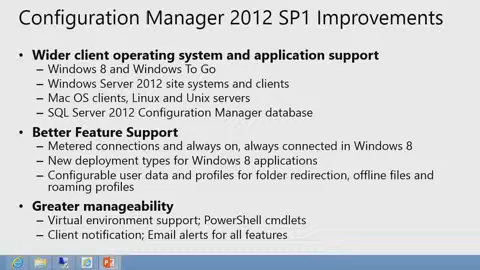 Configuration Manager 2012 SP1 Improvements
• Wider client operating system and application support
– Windows 8 and Windows To Go
– Windows Server 2012 site systems and clients
– Mac OS clients, Linux and Unix servers
– SQL Server 2012 Configuration Manager database
• Better Feature Support
– Metered connections and always on, always connected in Windows 8
– New deployment types for Windows 8 applications
– Configurable user data and profiles for folder redirection, offline files and
roaming profiles
• Greater manageability
– Virtual environment support; PowerShell cmdlets
– Client notification; Email alerts for all features